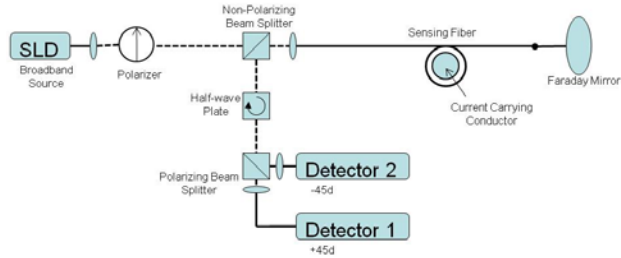 SLD
Broadband
Source
Polarizer
Non-Polarizing
Beam Splitter
Sensing Fiber
Faraday Mirror
Current Carrying
Conductor
Half-wave
Plate
Polarizing Beam
Splitter
Detector 2
-45d
Detector 1
+45d